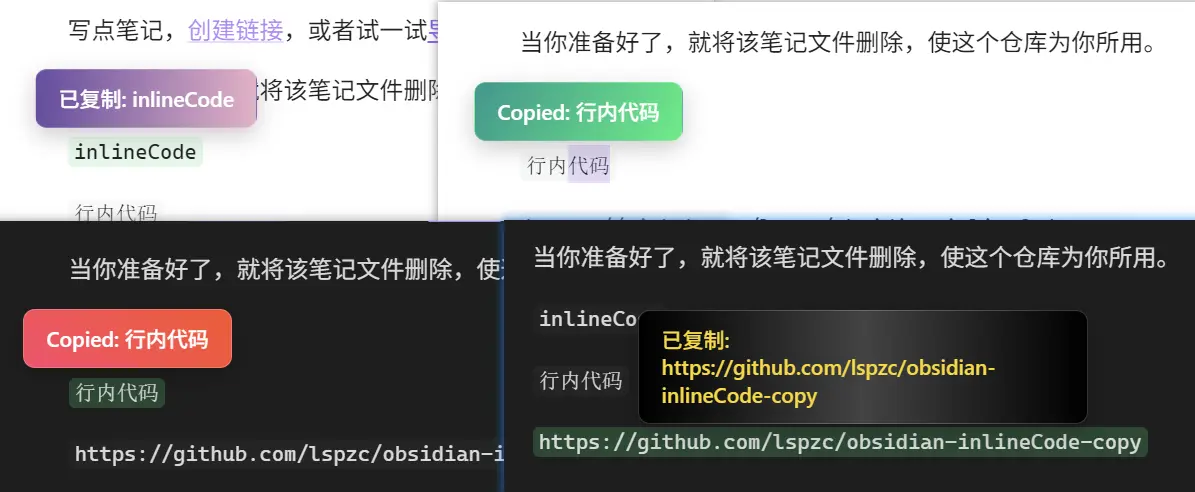 写点笔记，创建链接，或者试一试
已复制: inlineCode
将该笔记文件删除
inlineCode
行内代码
当你准备好了，就将该笔记文件删除，使这个仓库为你所用。
Copied: 行内代码
行内代码
当你准备好了，就将该笔记文件删除，使
Copied: 行内代码
行内代码
https://github.com/lspzc/obsidian-i
当你准备好了，就将该笔记文件删除，使这个仓库为你所用。
inlineCo
已复制:
https://github.com/lspzc/obsidian-
inlineCode-copy
行内代码
https://github.com/lspzc/obsidian-inlineCode-copy